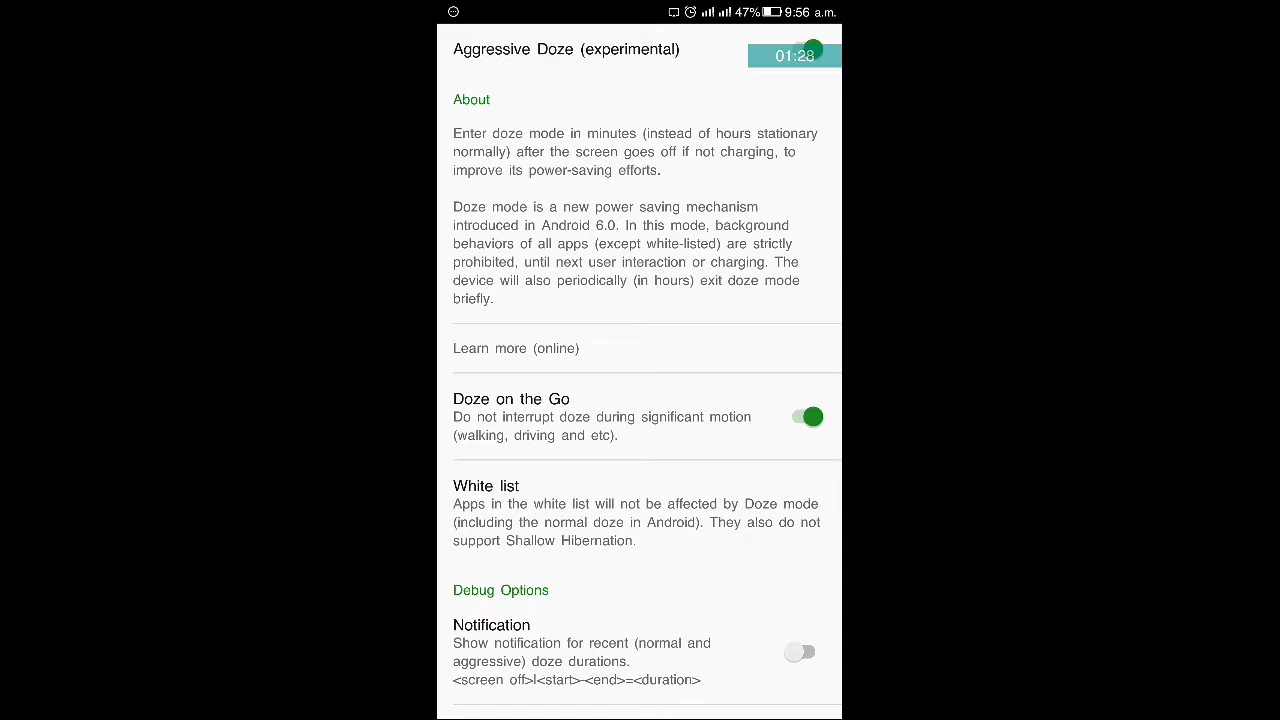 47% 9:56 a.m.
Aggressive Doze (experimental)
01:28
About
Enter doze mode in minutes (instead of hours stationary
normally) after the screen goes off if not charging, to
improve its power-saving efforts.
Doze mode is a new power saving mechanism
introduced in Android 6.0. In this mode, background
behaviors of all apps (except white-listed) are strictly
prohibited, until next user interaction or charging. The
device will also periodically (in hours) exit doze mode
briefly.
Learn more (online)
Doze on the Go
Do not interrupt doze during significant motion
(walking, driving and etc).
White list
Apps in the white list will not be affected by Doze mode
(including the normal doze in Android). They also do not
support Shallow Hibernation.
Debug Options
Notification
Show notification for recent (normal and
aggressive) doze durations.
<screen off>|<start>-<end>=<duration>